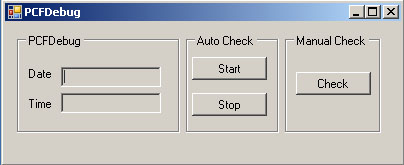 PCFDebug
PCFDebug
Auto Check
Manual Check
Date
Start
Check
Time
Stop